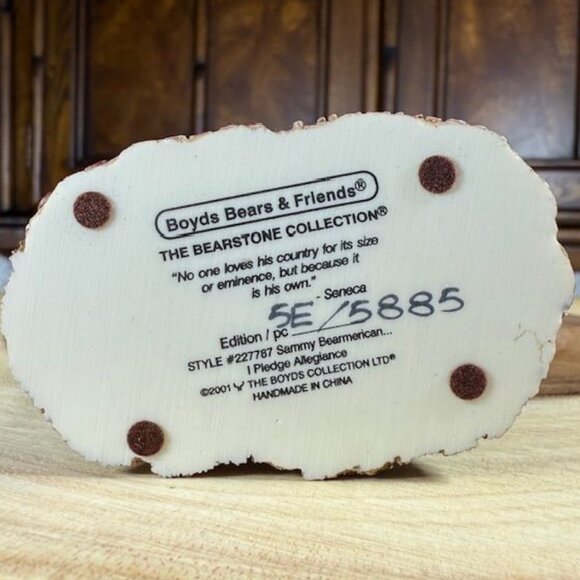 Boyds Bears & Friends®
THE BEARSTONE COLLECTION®
"No one loves his country for its size
or eminence, but because it
is his own."
- Seneca
Edition / pc 5E/5885
STYLE #227787 Sammy Bearmerican...
I Pledge Allegiance
©2001 THE BOYDS COLLECTION LTD®
HANDMADE IN CHINA